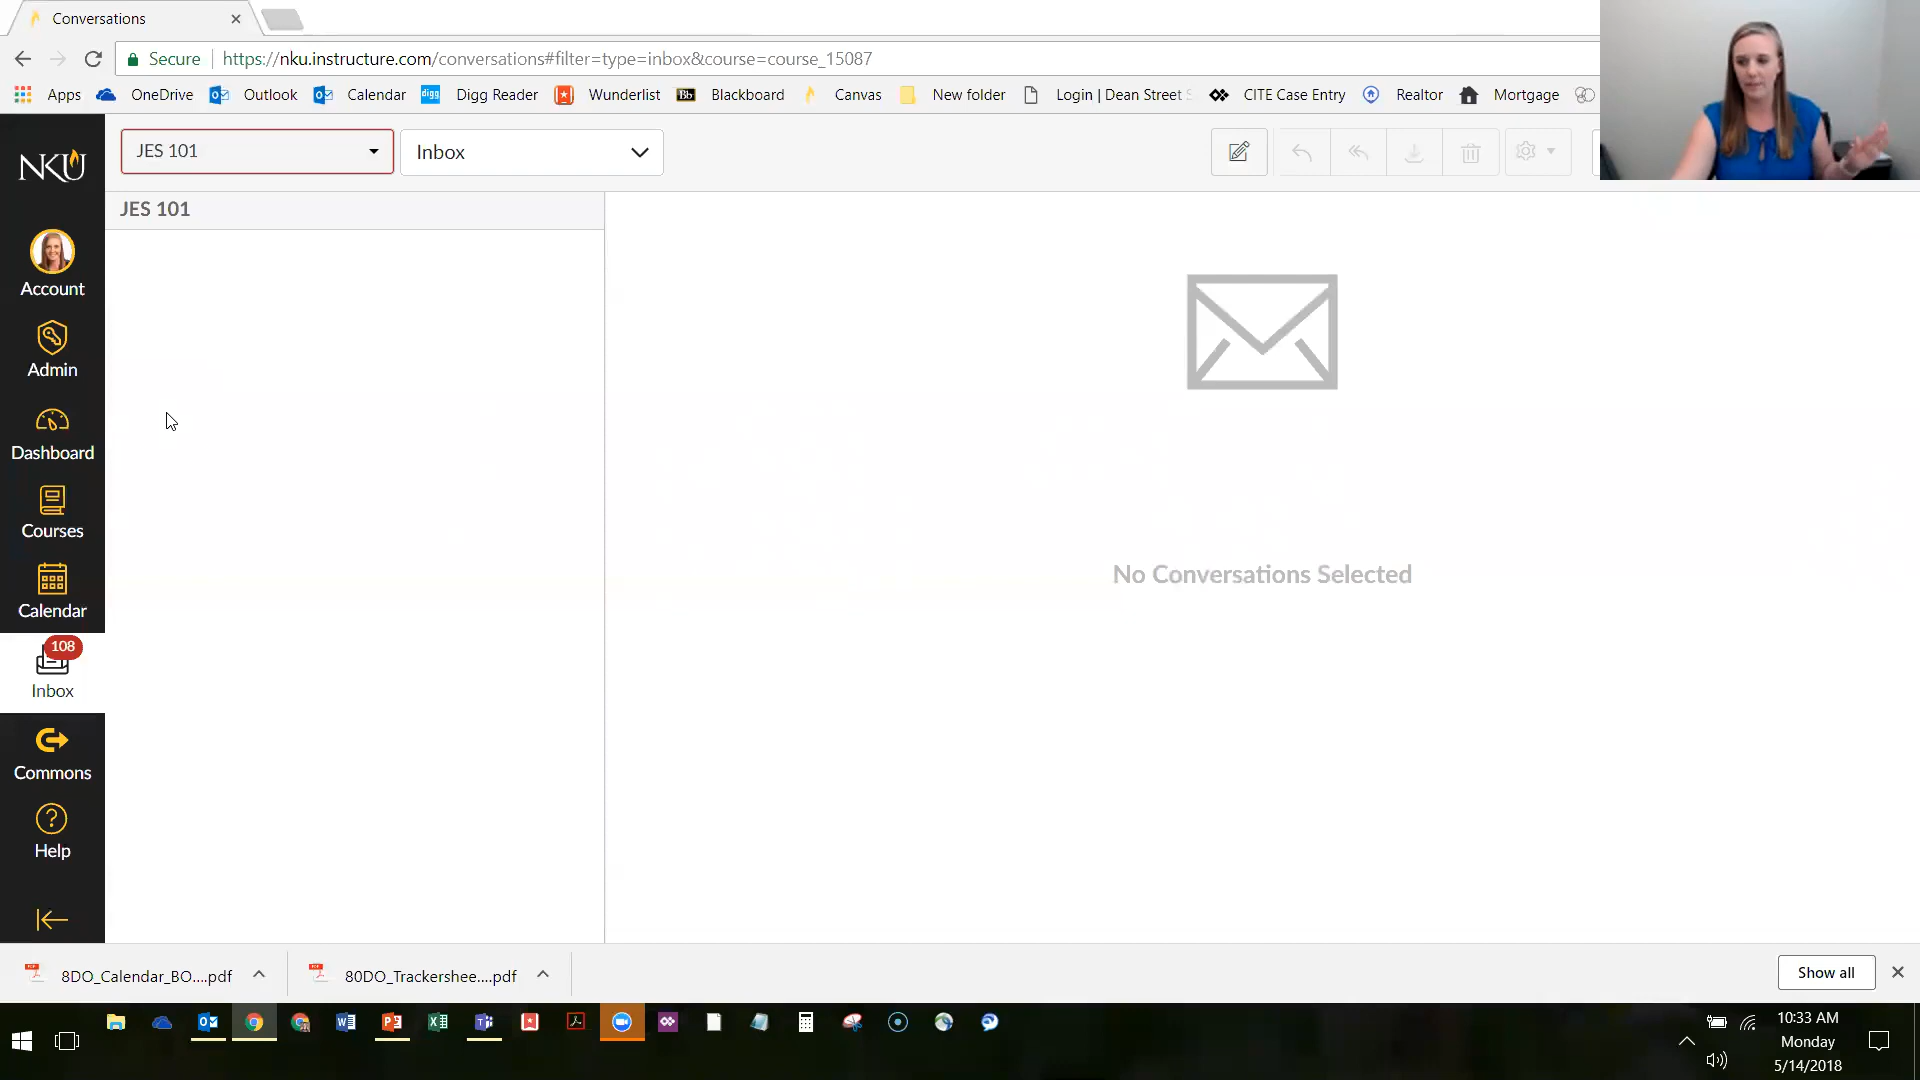 Conversations
Secure https://nku.instructure.com/conversations#filter=type=inbox&course=course_15087
Apps OneDrive Outlook Calendar Digg Reader Wunderlist Bb Blackboard Canvas New folder Login | Dean Street CITE Case Entry Realtor Mortgage
digg
JES 101 Inbox
NKU
JES 101
Account
Admin
Dashboard
Courses
Calendar
108
Inbox
Commons
Help
No Conversations Selected
8DO_Calendar_BO....pdf 80DO_Trackershee....pdf Show all
10:33 AM
Monday
5/14/2018